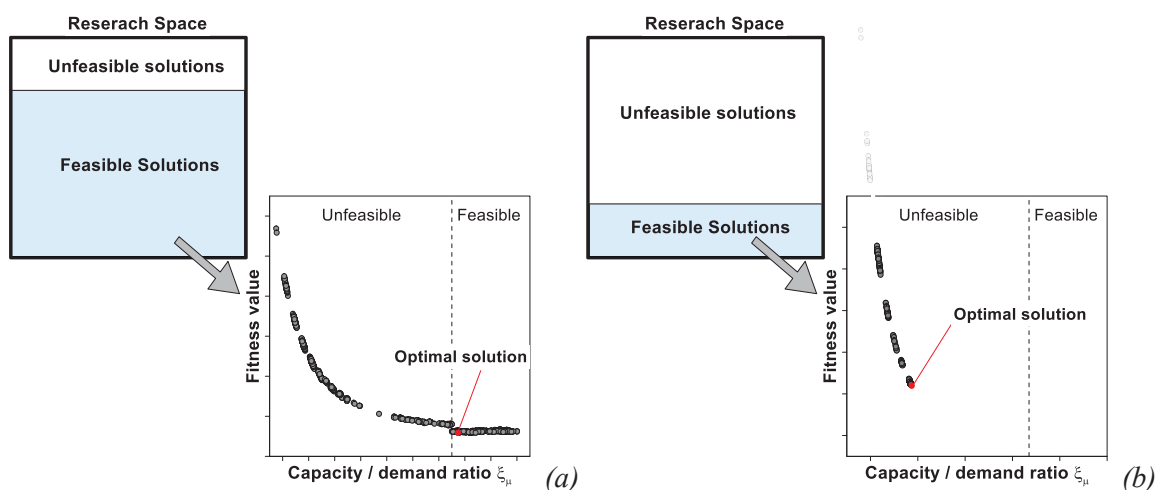 Reserach Space
Unfeasible solutions
Feasible Solutions
Unfeasible
Feasible
Fitness value
Optimal solution
Capacity / demand ratio ξμ
(a)
Reserach Space
Unfeasible solutions
Feasible Solutions
Unfeasible
Feasible
Fitness value
Optimal solution
Capacity / demand ratio ξμ
(b)